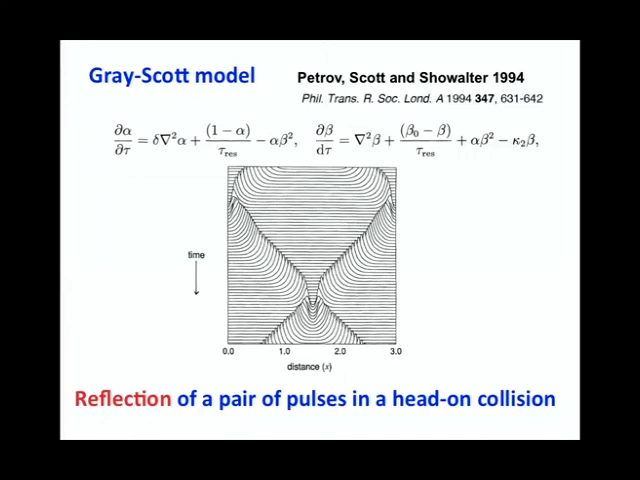 Gray-Scott model
Petrov, Scott and Showalter 1994
Phil. Trans. R. Soc. Lond. A 1994 347, 631-642
∂α/∂τ = δ∇²α + (1 − α)/τres − αβ², ∂β/dτ = ∇²β + (β₀ − β)/τres + αβ² − κ₂β,
time
0.0 1.0 2.0 3.0
distance (x)
Reflection of a pair of pulses in a head-on collision